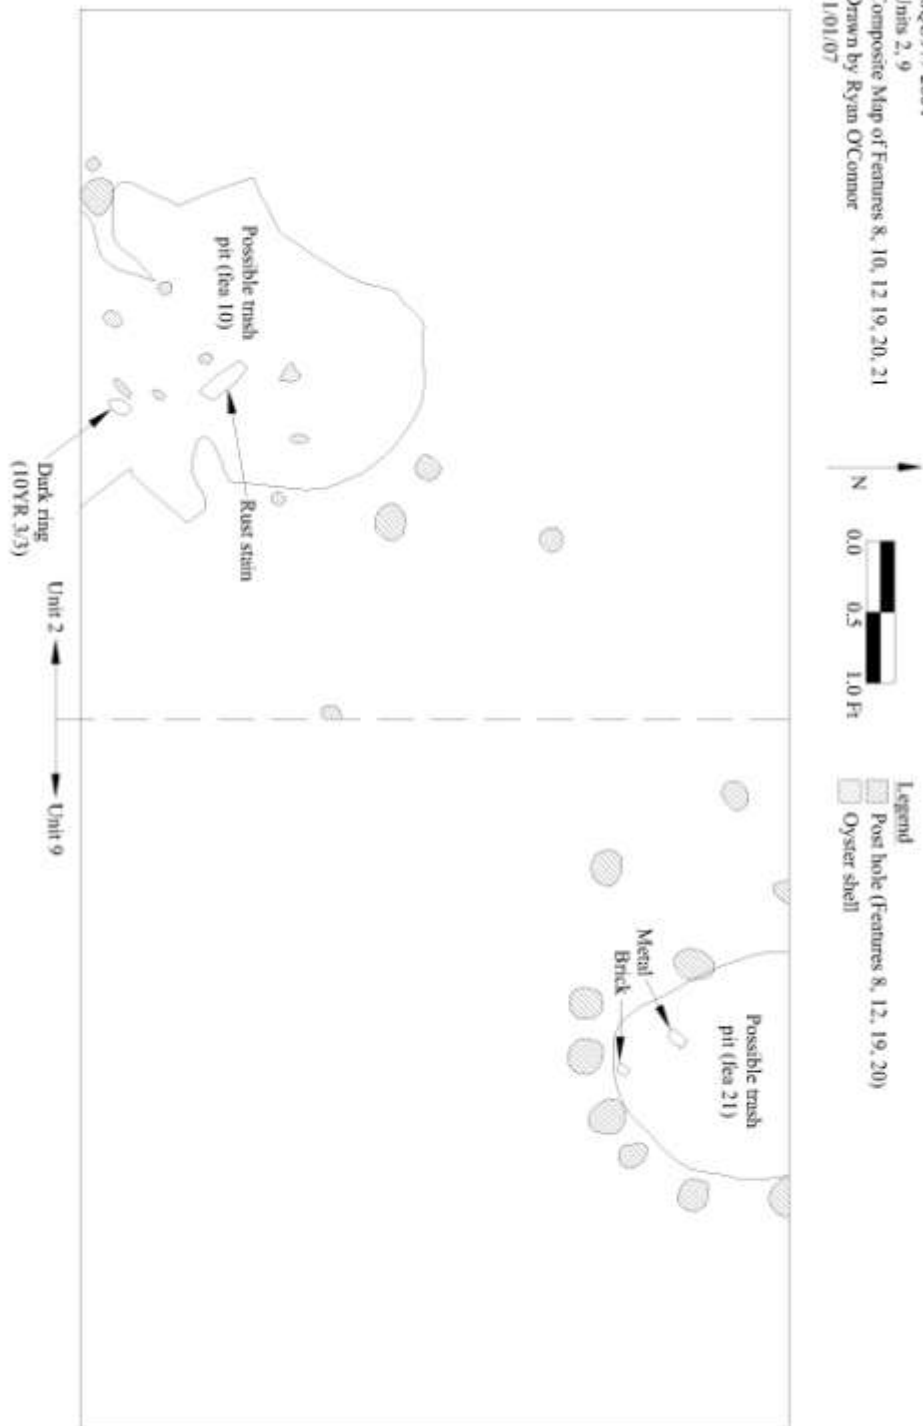 Units 2, 9
Composite Map of Features 8, 10, 12 19, 20, 21
Drawn by Ryan O'Connor
1/01/07
N
0.0 0.5 1.0 Ft
Legend
Post hole (Features 8, 12, 19, 20)
Oyster shell
Possible trash
pit (fea 10)
Rust stain
Dark ring
(10YR 3/3)
Unit 2
Unit 9
Metal
Brick
Possible trash
pit (fea 21)